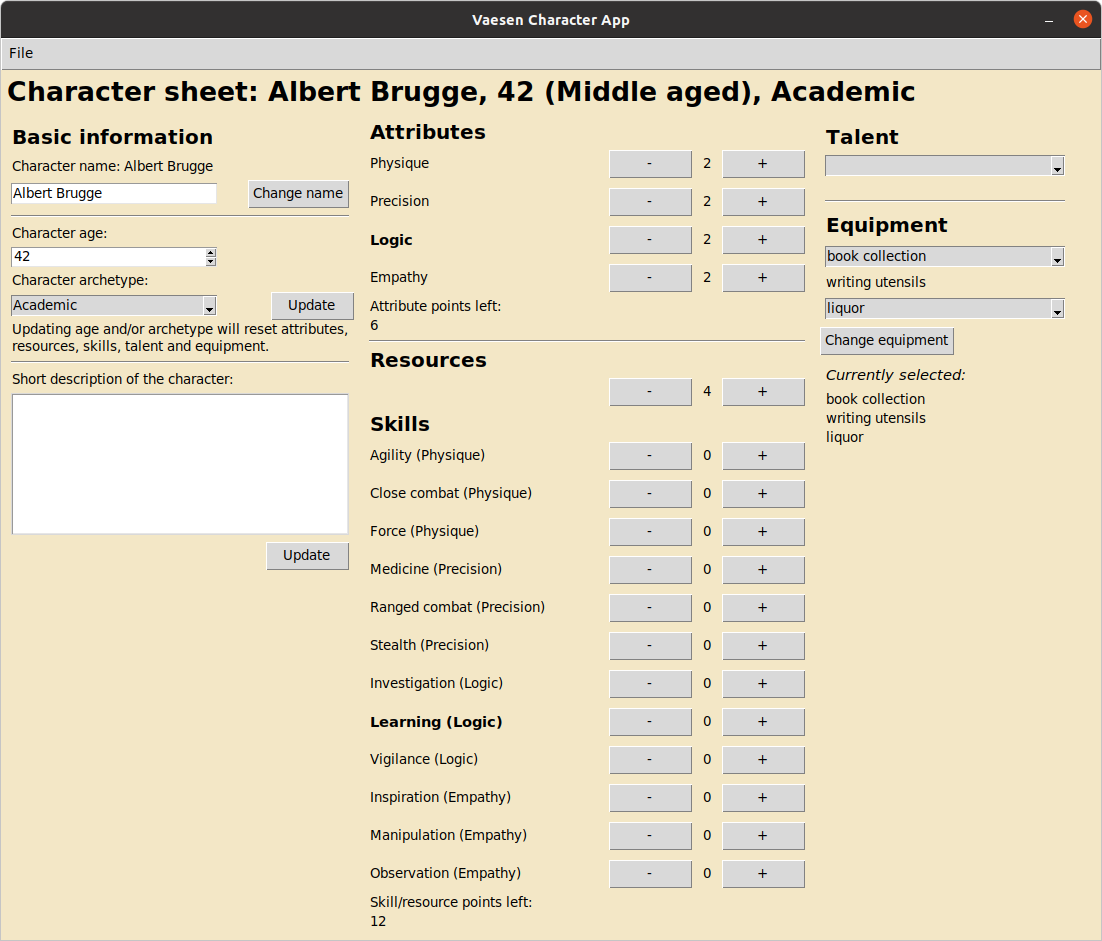 Vaesen Character App
File
Character sheet: Albert Brugge, 42 (Middle aged), Academic
Basic information
Character name: Albert Brugge
Albert Brugge
Change name
Character age:
42
Character archetype:
Academic
Update
Updating age and/or archetype will reset attributes,
resources, skills, talent and equipment.
Short description of the character:
Update
Attributes
Physique - 2 +
Precision - 2 +
Logic - 2 +
Empathy - 2 +
Attribute points left:
6
Resources
- 4 +
Skills
Agility (Physique) - 0 +
Close combat (Physique) - 0 +
Force (Physique) - 0 +
Medicine (Precision) - 0 +
Ranged combat (Precision) - 0 +
Stealth (Precision) - 0 +
Investigation (Logic) - 0 +
Learning (Logic) - 0 +
Vigilance (Logic) - 0 +
Inspiration (Empathy) - 0 +
Manipulation (Empathy) - 0 +
Observation (Empathy) - 0 +
Skill/resource points left:
12
Talent
Equipment
book collection
writing utensils
liquor
Change equipment
Currently selected:
book collection
writing utensils
liquor